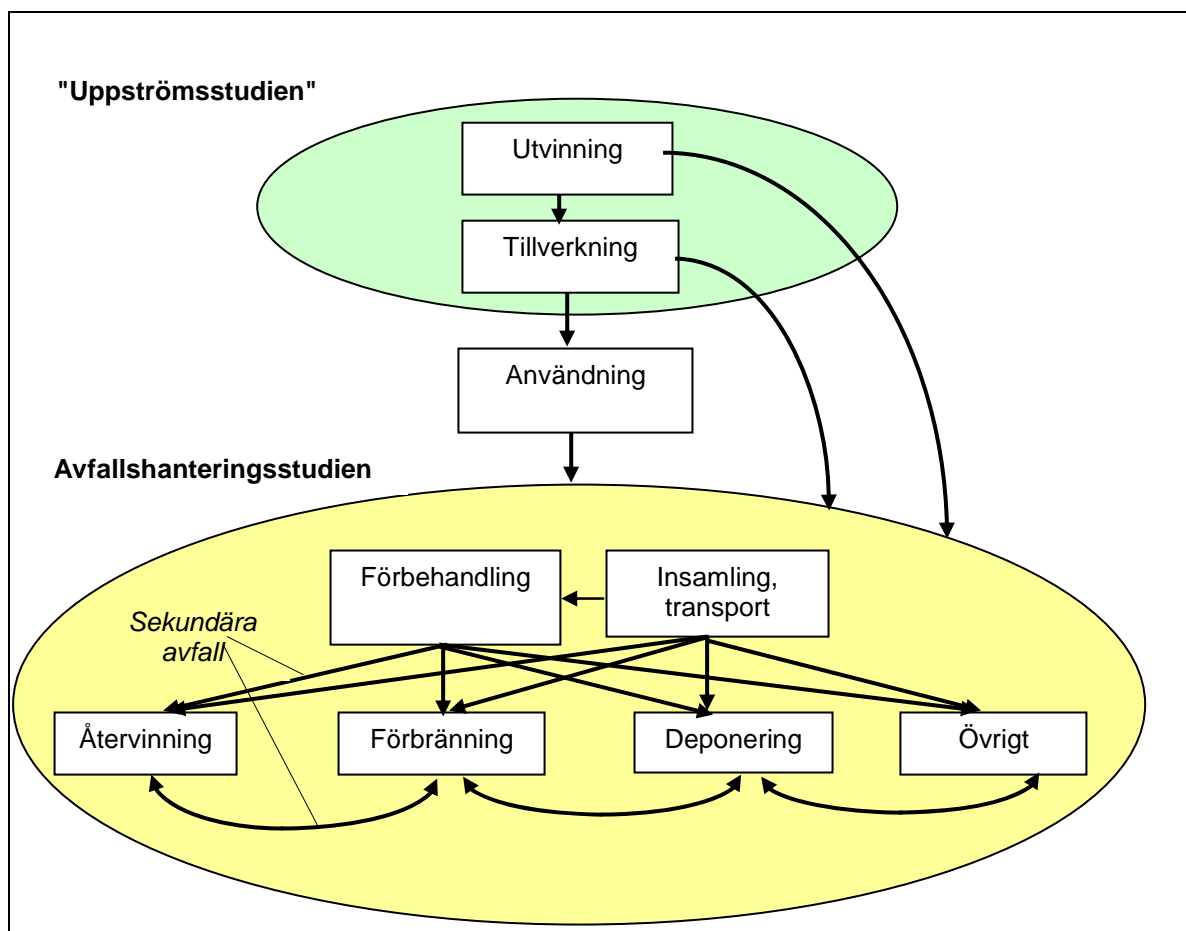 "Uppströmsstudien"
Utvinning
Tillverkning
Användning
Avfallshanteringsstudien
Förbehandling
Insamling,
transport
Sekundära
avfall
Återvinning
Förbränning
Deponering
Övrigt